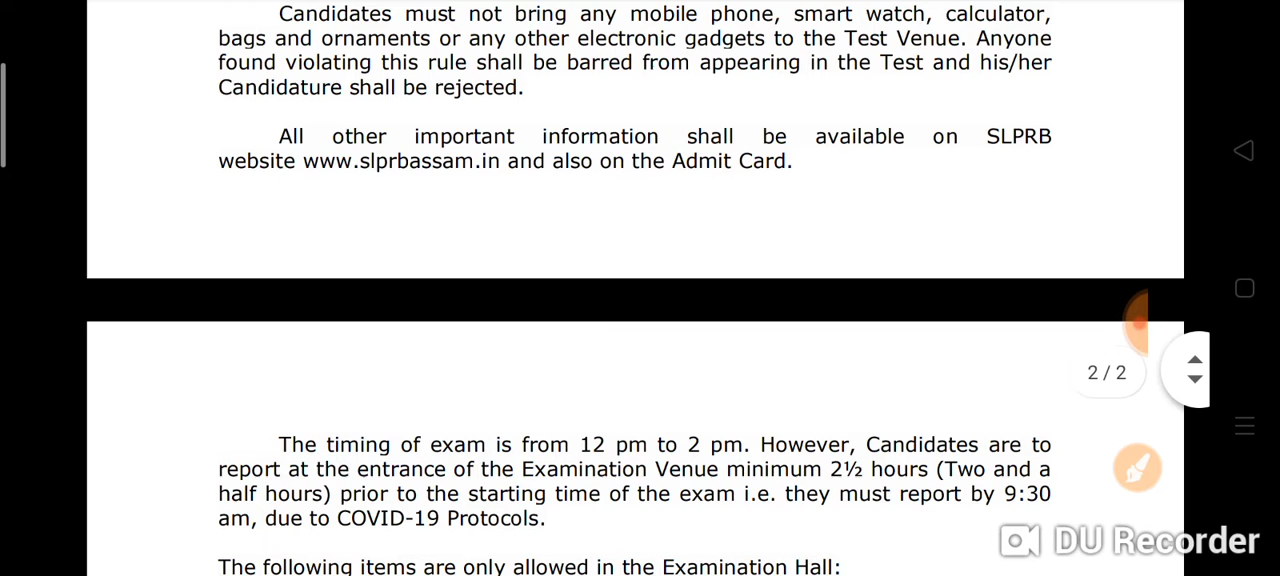 Candidates must not bring any mobile phone, smart watch, calculator,
bags and ornaments or any other electronic gadgets to the Test Venue. Anyone
found violating this rule shall be barred from appearing in the Test and his/her
Candidature shall be rejected.
All other important information shall be available on SLPRB
website www.slprbassam.in and also on the Admit Card.
2 / 2
The timing of exam is from 12 pm to 2 pm. However, Candidates are to
report at the entrance of the Examination Venue minimum 2½ hours (Two and a
half hours) prior to the starting time of the exam i.e. they must report by 9:30
am, due to COVID-19 Protocols.
DU Recorder
The following items are only allowed in the Examination Hall: